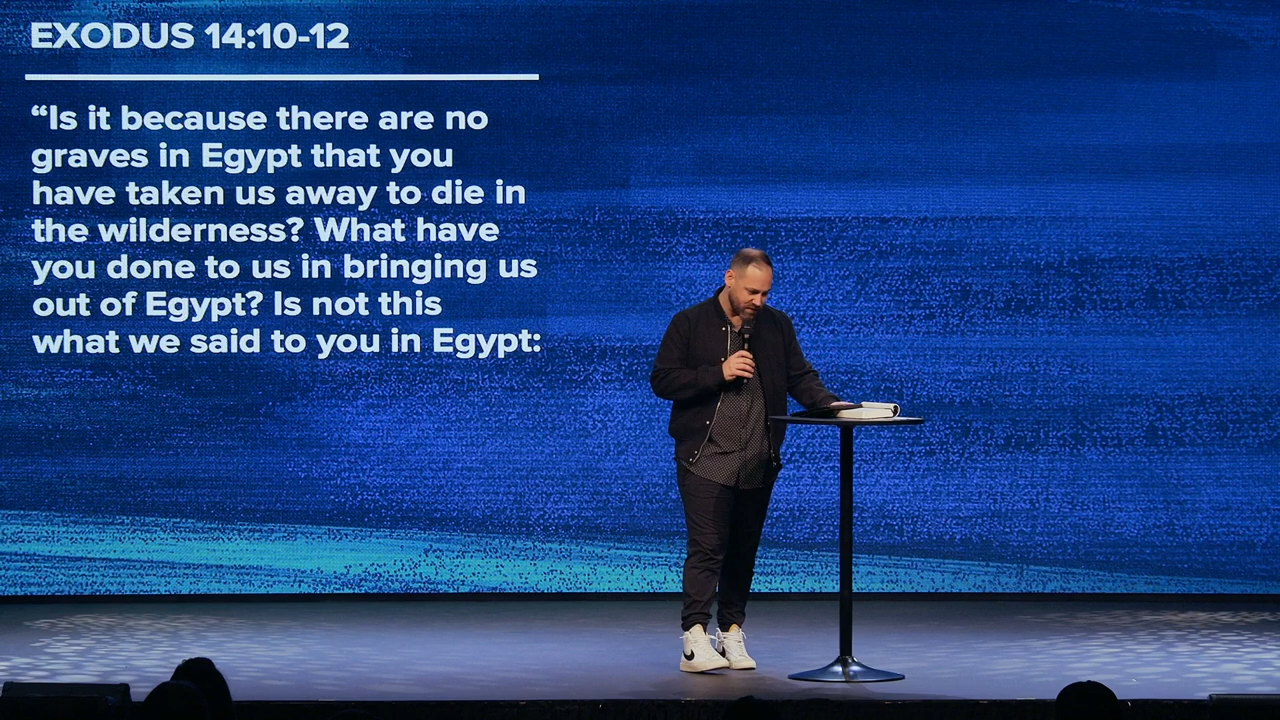 EXODUS 14:10-12
“Is it because there are no
graves in Egypt that you
have taken us away to die in
the wilderness? What have
you done to us in bringing us
out of Egypt? Is not this
what we said to you in Egypt: